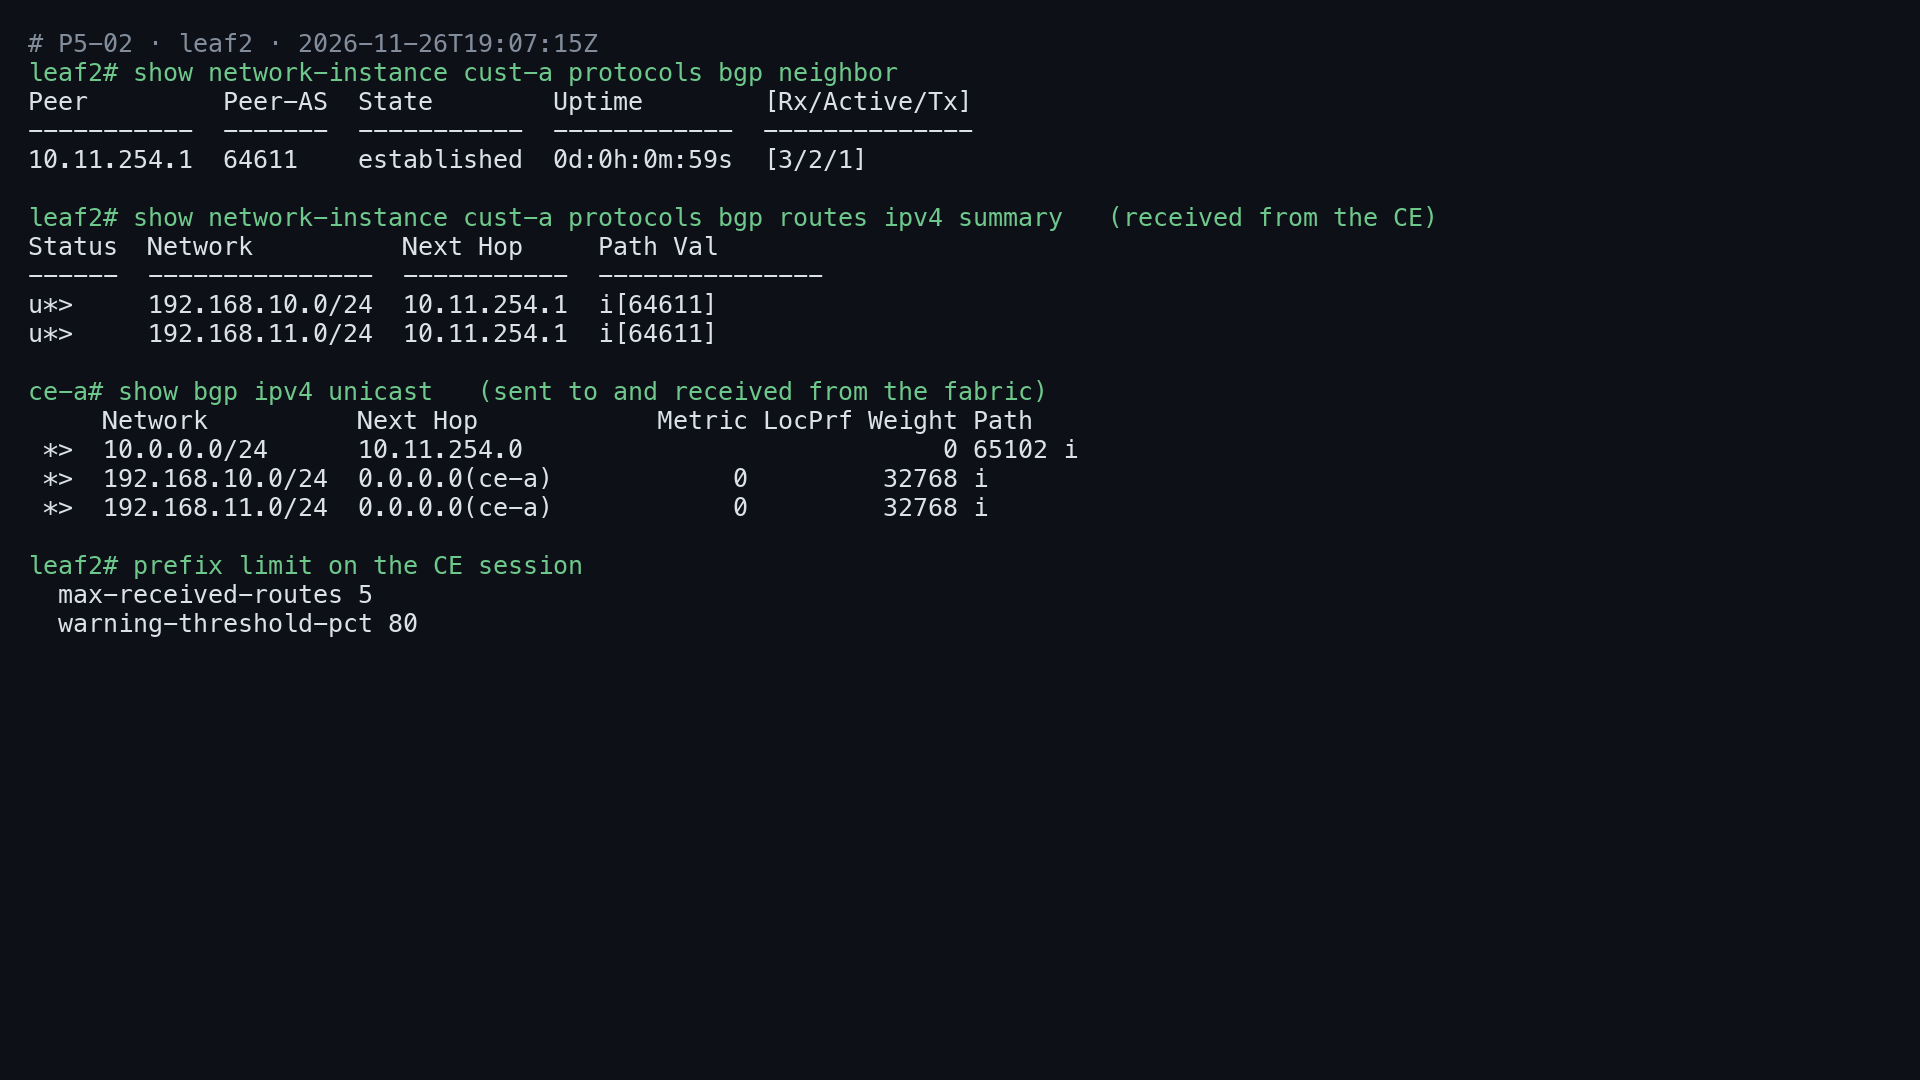 # P5-02 · leaf2 · 2026-11-26T19:07:15Z
leaf2# show network-instance cust-a protocols bgp neighbor
Peer         Peer-AS  State        Uptime        [Rx/Active/Tx]
-----------  -------  -----------  ------------  --------------
10.11.254.1  64611    established  0d:0h:0m:59s  [3/2/1]

leaf2# show network-instance cust-a protocols bgp routes ipv4 summary   (received from the CE)
Status  Network          Next Hop     Path Val
------  ---------------  -----------  ---------------
u*>     192.168.10.0/24  10.11.254.1  i[64611]
u*>     192.168.11.0/24  10.11.254.1  i[64611]

ce-a# show bgp ipv4 unicast   (sent to and received from the fabric)
     Network          Next Hop            Metric LocPrf Weight Path
 *>  10.0.0.0/24      10.11.254.0                            0 65102 i
 *>  192.168.10.0/24  0.0.0.0(ce-a)            0         32768 i
 *>  192.168.11.0/24  0.0.0.0(ce-a)            0         32768 i

leaf2# prefix limit on the CE session
  max-received-routes 5
  warning-threshold-pct 80